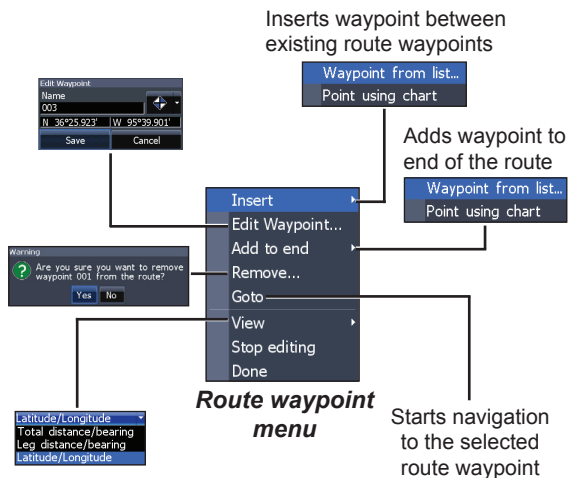 Inserts waypoint between
existing route waypoints
Waypoint from list...
Point using chart
Edit Waypoint
Name
003
N 36°25.923' W 95°39.901'
Save Cancel
Adds waypoint to
end of the route
Waypoint from list...
Point using chart
Insert
Edit Waypoint...
Add to end
Remove...
Goto
View
Stop editing
Done
Warning
Are you sure you want to remove
waypoint 001 from the route?
Yes No
Route waypoint
menu
Latitude/Longitude
Total distance/bearing
Leg distance/bearing
Latitude/Longitude
Starts navigation
to the selected
route waypoint